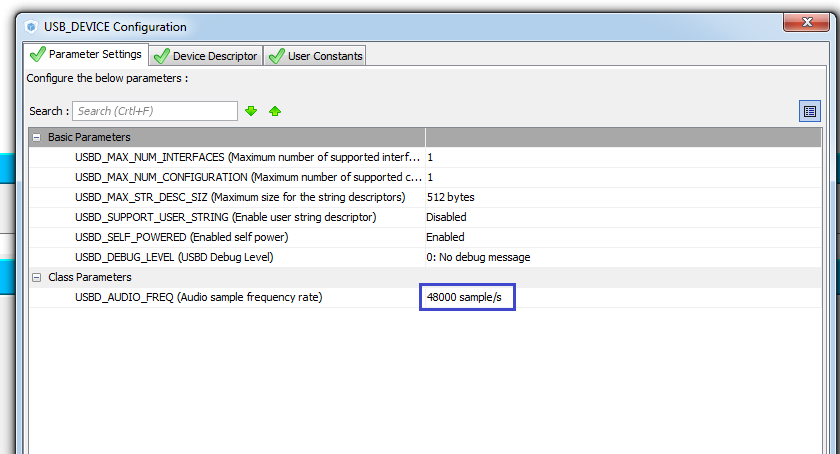 USB_DEVICE Configuration
Parameter Settings Device Descriptor User Constants
Configure the below parameters :
Search : Search (Crtl+F)
Basic Parameters
USBD_MAX_NUM_INTERFACES (Maximum number of supported interf... 1
USBD_MAX_NUM_CONFIGURATION (Maximum number of supported c... 1
USBD_MAX_STR_DESC_SIZ (Maximum size for the string descriptors) 512 bytes
USBD_SUPPORT_USER_STRING (Enable user string descriptor) Disabled
USBD_SELF_POWERED (Enabled self power) Enabled
USBD_DEBUG_LEVEL (USBD Debug Level) 0: No debug message
Class Parameters
USBD_AUDIO_FREQ (Audio sample frequency rate) 48000 sample/s